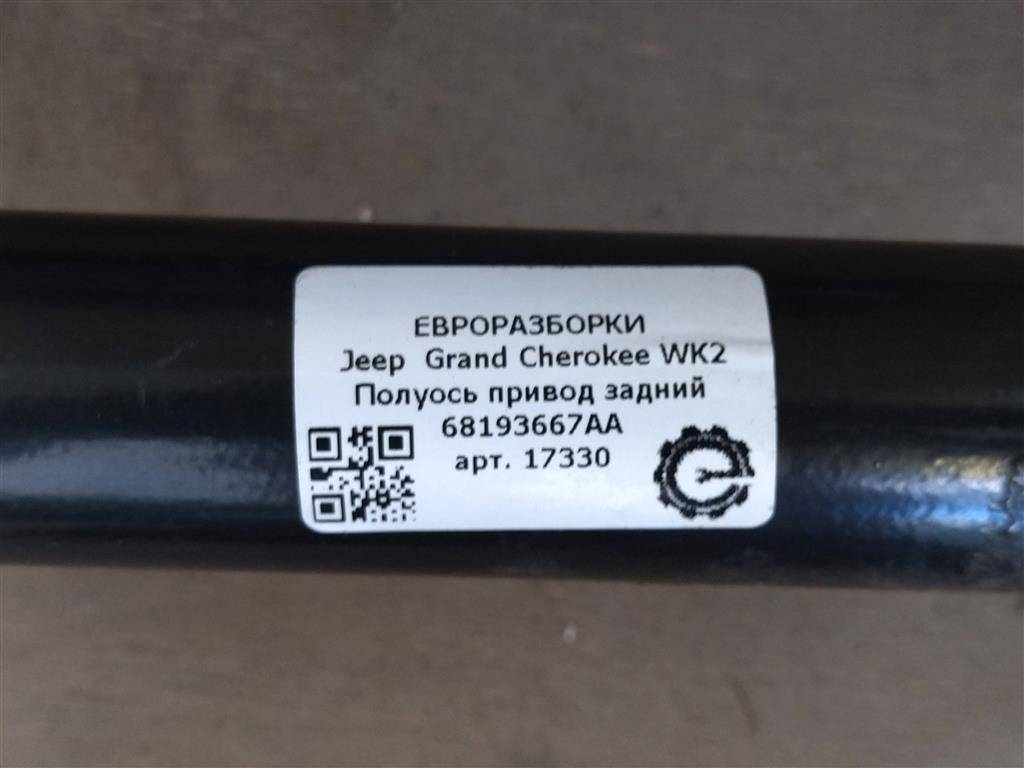 ЕВРОРАЗБОРКИ
Jeep Grand Cherokee WK2
Полуось привод задний
68193667AA
арт. 17330